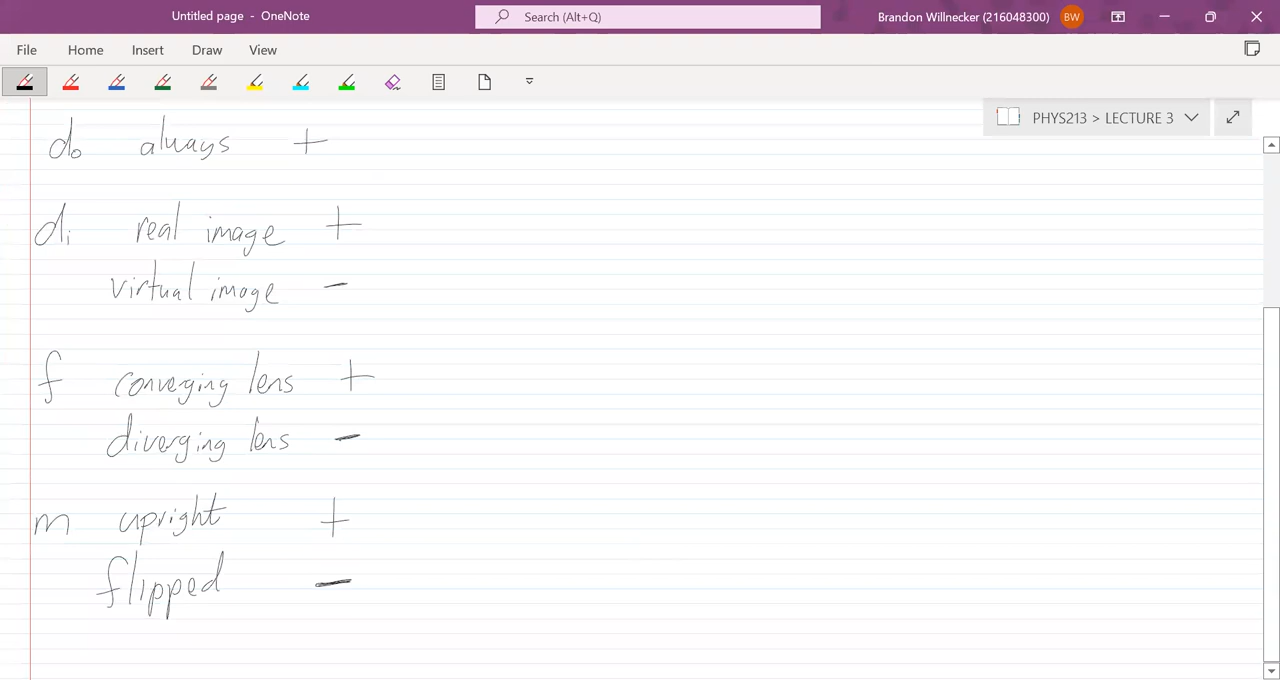 Untitled page - OneNote
Search (Alt+Q)
Brandon Willnecker (216048300)
BW
File Home Insert Draw View
PHYS213 > LECTURE 3
do always +
di real image +
virtual image -
f converging lens +
diverging lens -
m upright +
flipped -